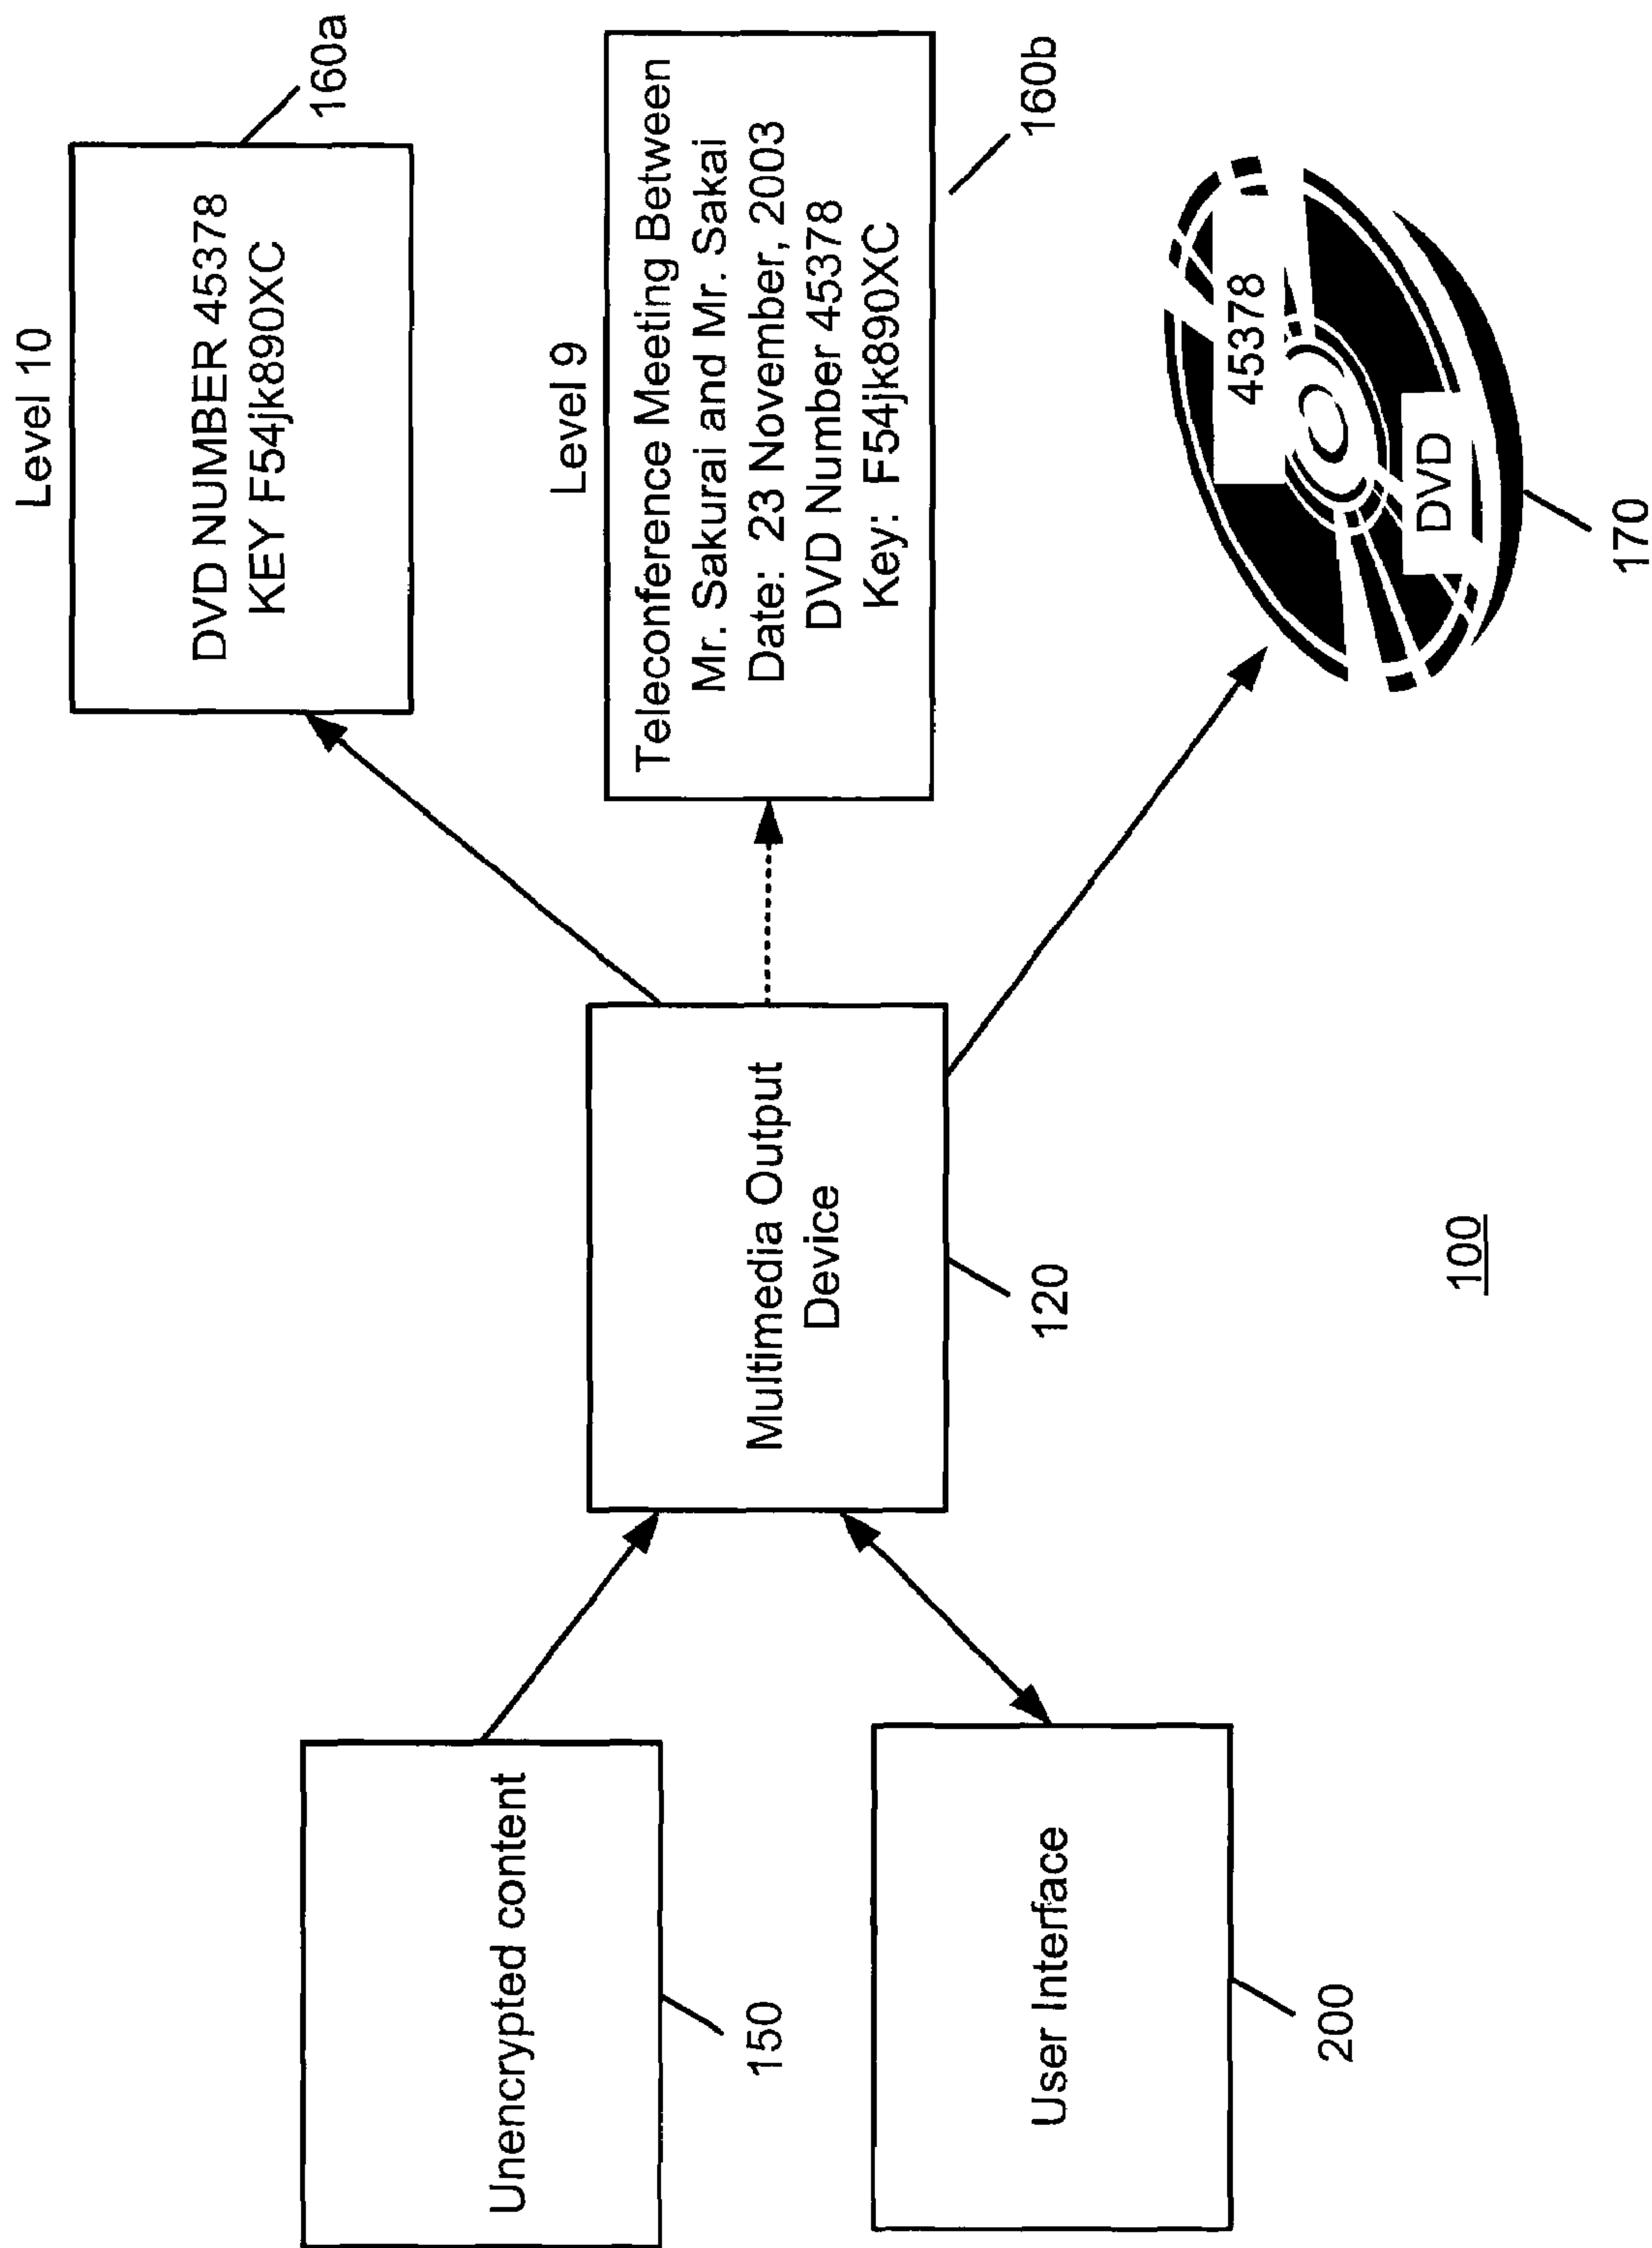 Level 10
DVD NUMBER 45378
KEY F54jk890XC
160a
Level 9
Teleconference Meeting Between
Mr. Sakurai and Mr. Sakai
Date: 23 November, 2003
DVD Number 45378
Key: F54jk890XC
160b
Unencrypted content
150
Multimedia Output
Device
120
User Interface
200
45378
DVD
170
100